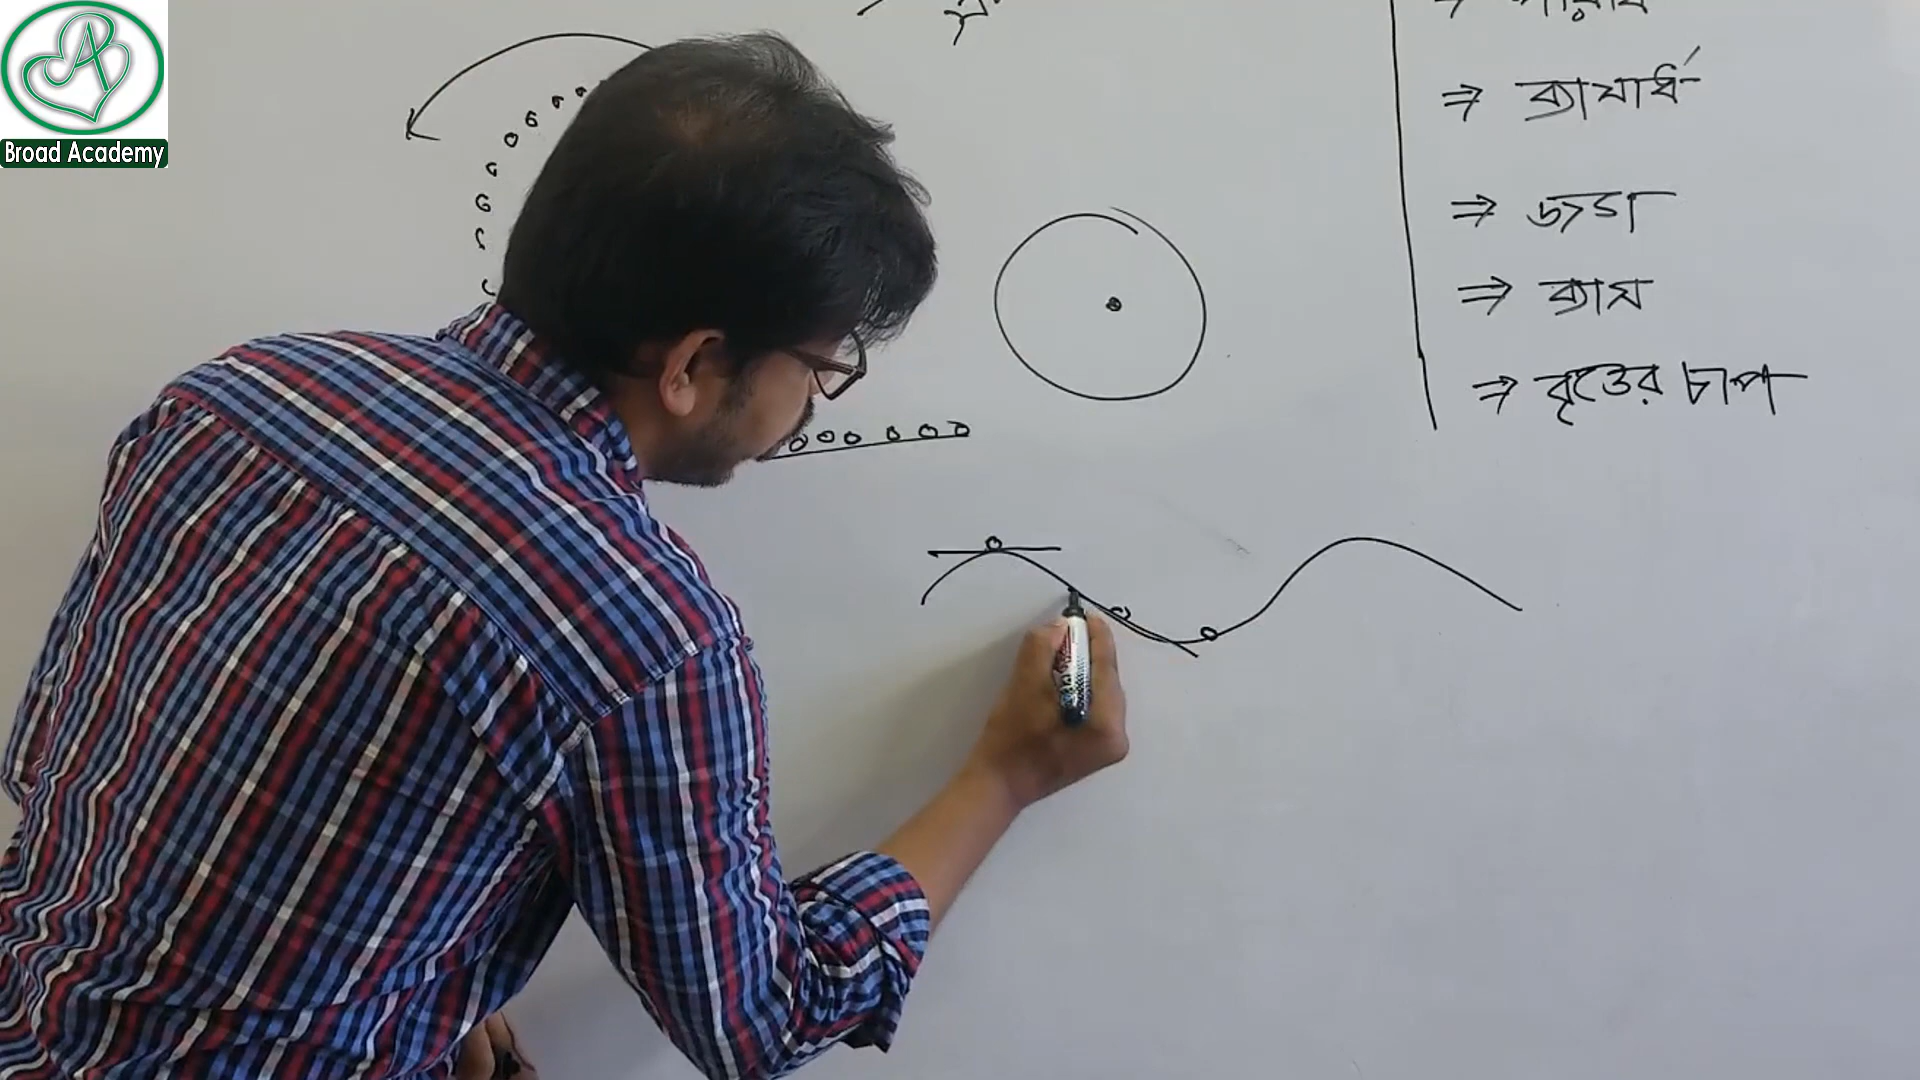 Broad Academy
⇒ ব্যাসার্ধ
⇒ জ্যা
⇒ ব্যাস
⇒ বৃত্তের চাপ